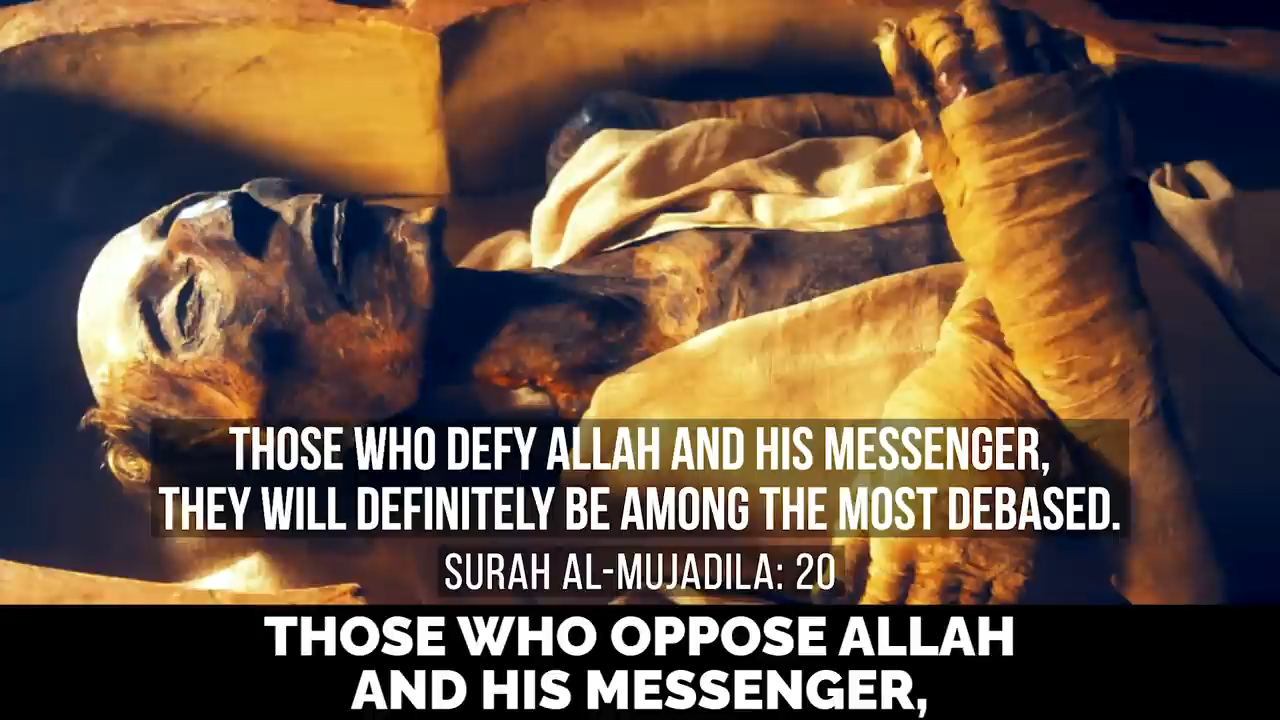 THOSE WHO DEFY ALLAH AND HIS MESSENGER,
THEY WILL DEFINITELY BE AMONG THE MOST DEBASED.
SURAH AL-MUJADILA: 20
THOSE WHO OPPOSE ALLAH
AND HIS MESSENGER,